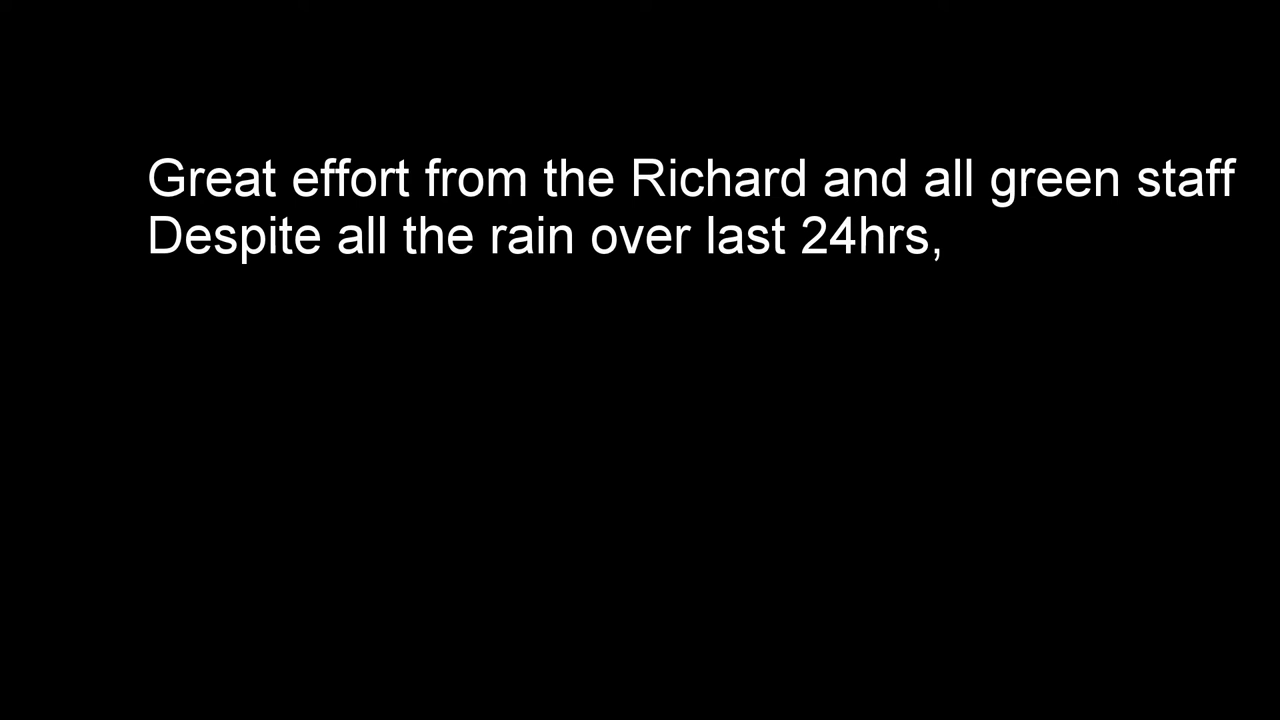 Great effort from the Richard and all green staff
Despite all the rain over last 24hrs,